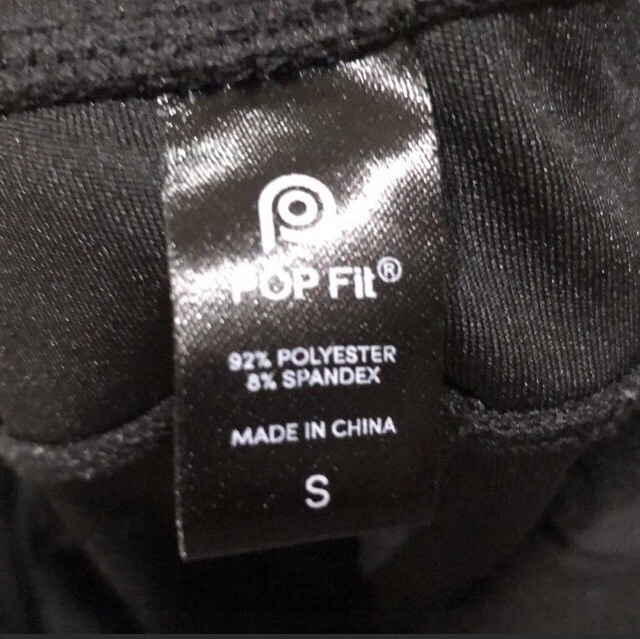 POP Fit®
92% POLYESTER
8% SPANDEX
MADE IN CHINA
S